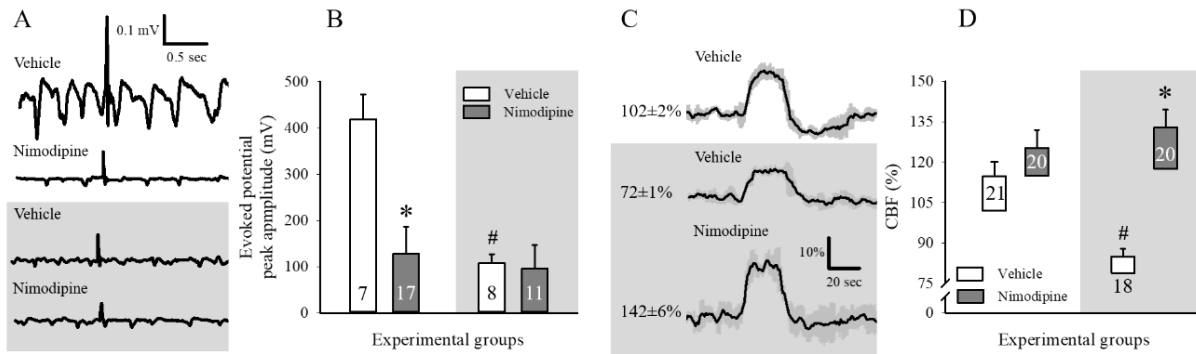 A
0.1 mV
0.5 sec
Vehicle
Nimodipine
Vehicle
Nimodipine
B
Evoked potential
peak apmplitude (mV)
500
400
300
200
100
0
Vehicle
Nimodipine
*
#
7
17
8
11
Experimental groups
C
Vehicle
102±2%
Vehicle
72±1%
Nimodipine
10%
20 sec
142±6%
D
CBF (%)
150
135
120
105
90
75
0
*
#
21
20
18
20
Vehicle
Nimodipine
Experimental groups